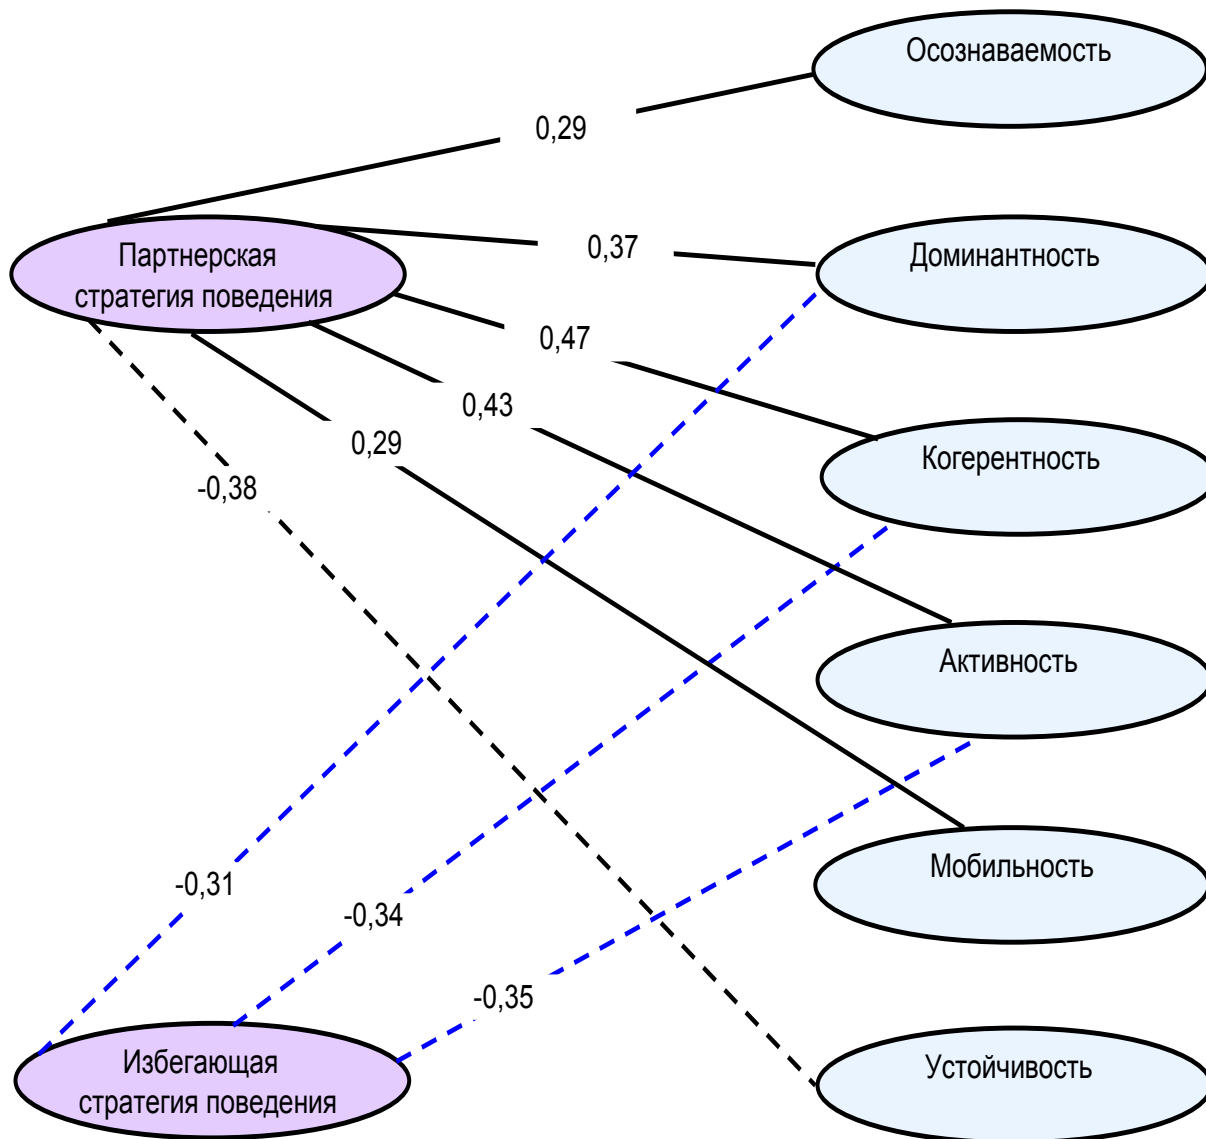 Осознаваемость
0,29
Партнерская
стратегия поведения
0,37
Доминантность
0,47
0,43
0,29
-0,38
Когерентность
Активность
Мобильность
-0,31
-0,34
-0,35
Избегающая
стратегия поведения
Устойчивость